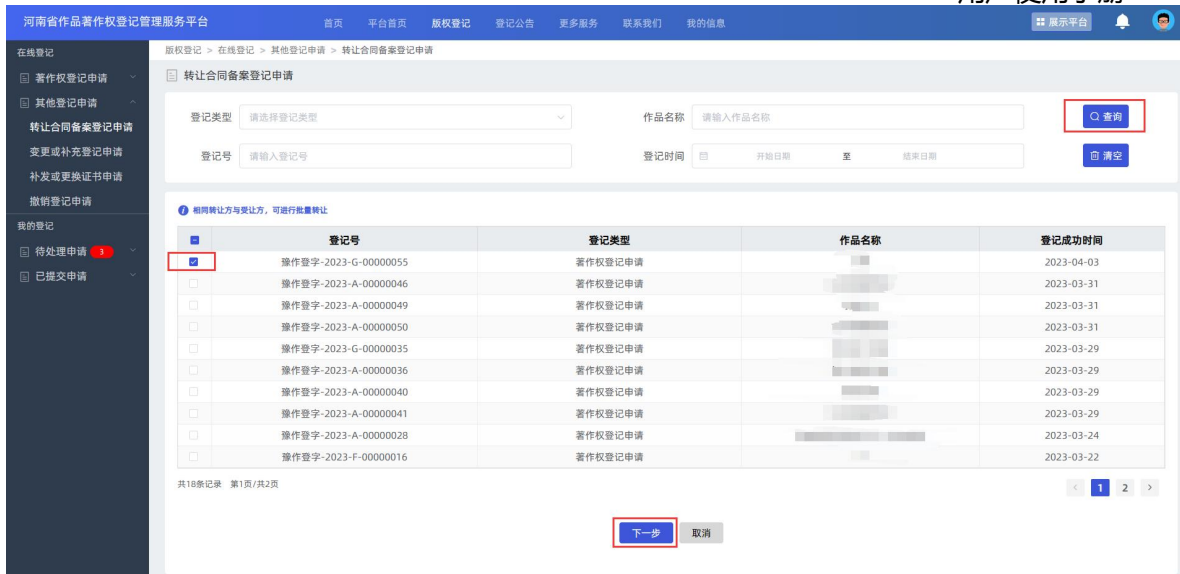 河南省作品著作权登记管理服务平台 首页 平台首页 版权登记 登记公告 更多服务 联系我们 我的信息 展示平台
在线登记
著作权登记申请
其他登记申请
转让合同备案登记申请
变更或补充登记申请
补发或更换证书申请
撤销登记申请
我的登记
待处理申请 3
已提交申请
版权登记 > 在线登记 > 其他登记申请 > 转让合同备案登记申请
转让合同备案登记申请
登记类型 请选择登记类型 作品名称 请输入作品名称 查询
登记号 请输入登记号 登记时间 开始日期 至 结束日期 清空
相同转让方与受让方，可进行批量转让
登记号 登记类型 作品名称 登记成功时间
豫作登字-2023-G-00000055 著作权登记申请 2023-04-03
豫作登字-2023-A-00000046 著作权登记申请 2023-03-31
豫作登字-2023-A-00000049 著作权登记申请 2023-03-31
豫作登字-2023-A-00000050 著作权登记申请 2023-03-31
豫作登字-2023-G-00000035 著作权登记申请 2023-03-29
豫作登字-2023-A-00000036 著作权登记申请 2023-03-29
豫作登字-2023-A-00000040 著作权登记申请 2023-03-29
豫作登字-2023-A-00000041 著作权登记申请 2023-03-29
豫作登字-2023-A-00000028 著作权登记申请 2023-03-24
豫作登字-2023-F-00000016 著作权登记申请 2023-03-22
共18条记录 第1页/共2页 < 1 2 >
下一步 取消